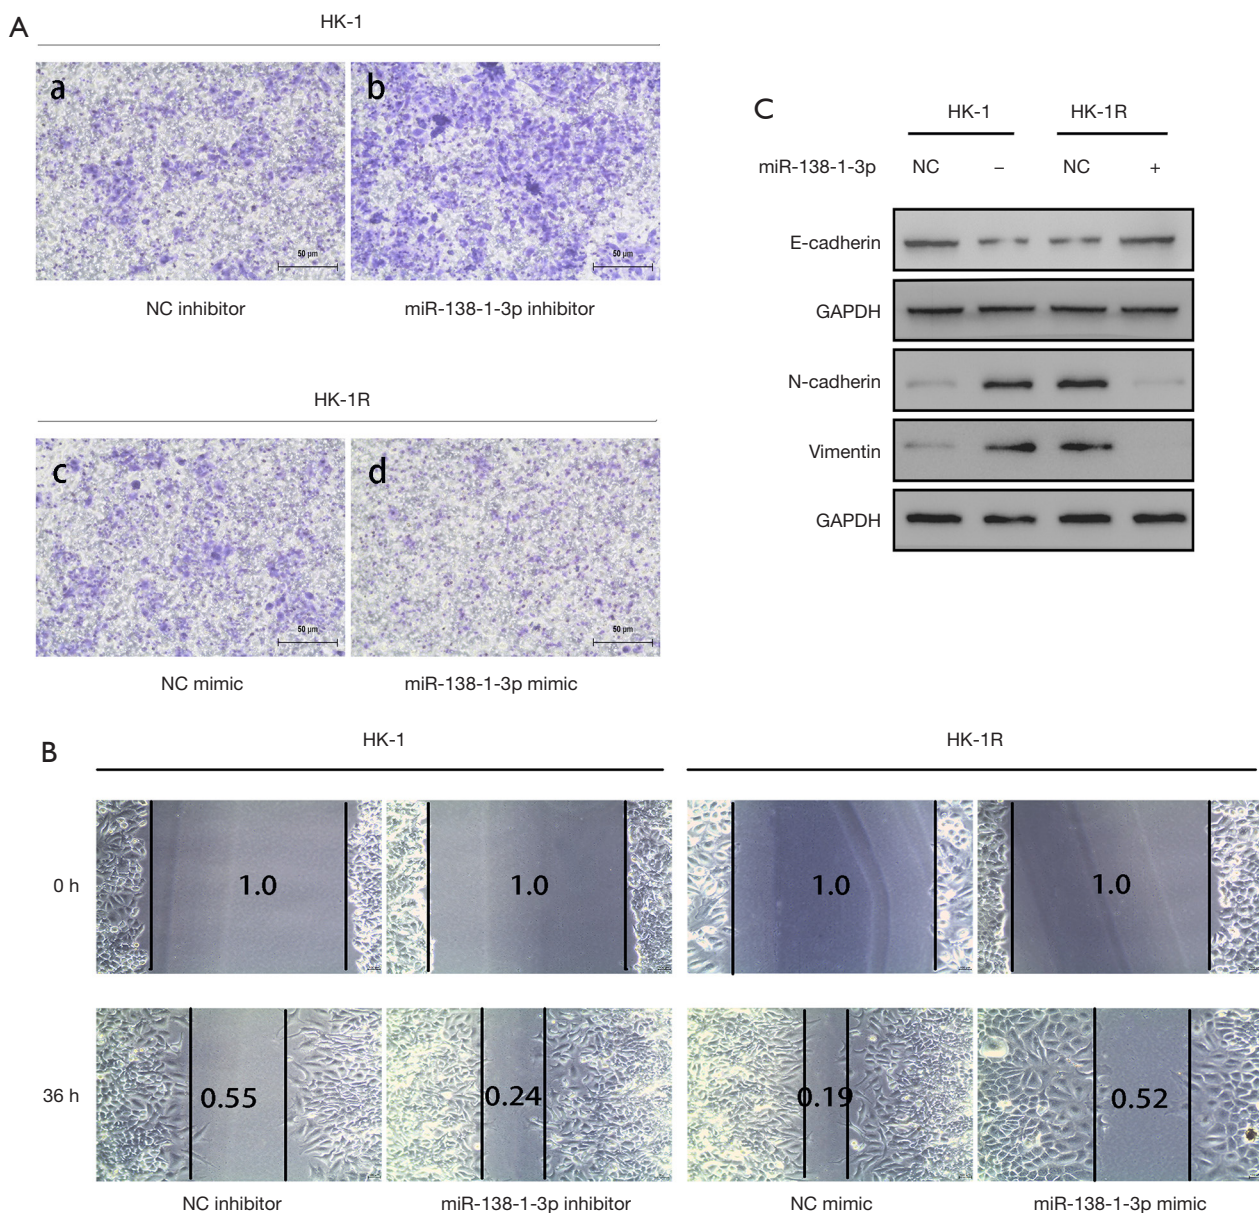 A
HK-1
a
b
50 µm
50 µm
NC inhibitor
miR-138-1-3p inhibitor
HK-1R
c
d
50 µm
50 µm
NC mimic
miR-138-1-3p mimic
C
HK-1
HK-1R
miR-138-1-3p
NC
–
NC
+
E-cadherin
GAPDH
N-cadherin
Vimentin
GAPDH
B
HK-1
HK-1R
0 h
1.0
1.0
1.0
1.0
36 h
0.55
0.24
0.19
0.52
NC inhibitor
miR-138-1-3p inhibitor
NC mimic
miR-138-1-3p mimic